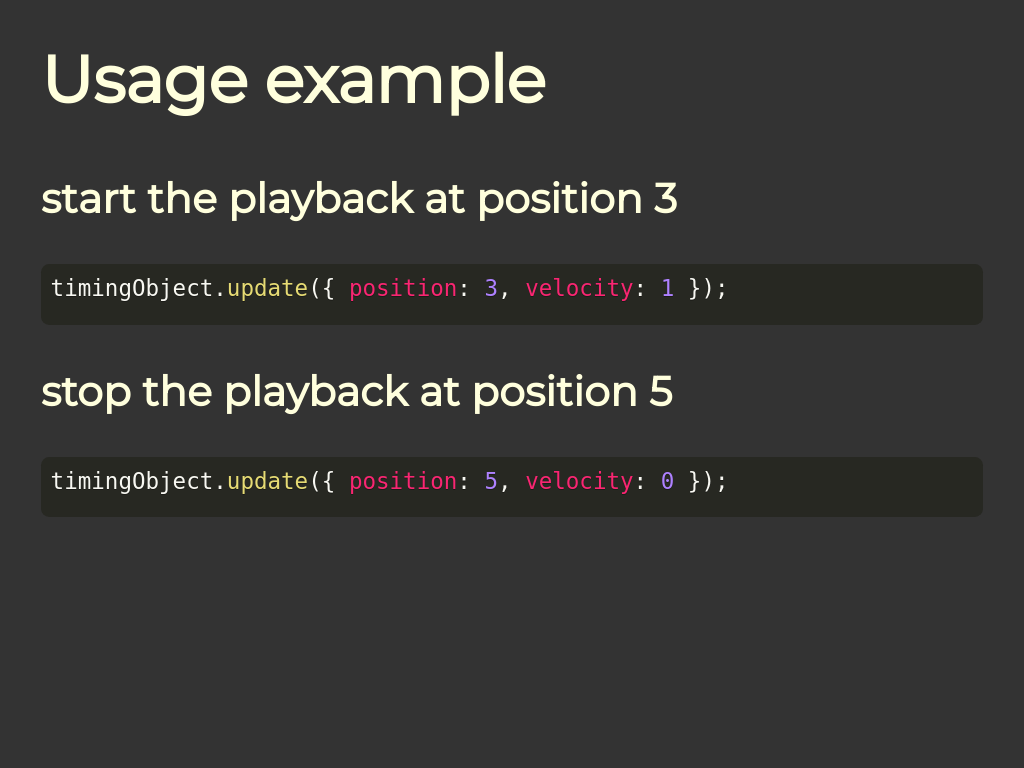 Usage example
start the playback at position 3
timingObject.update({ position: 3, velocity: 1 });
stop the playback at position 5
timingObject.update({ position: 5, velocity: 0 });